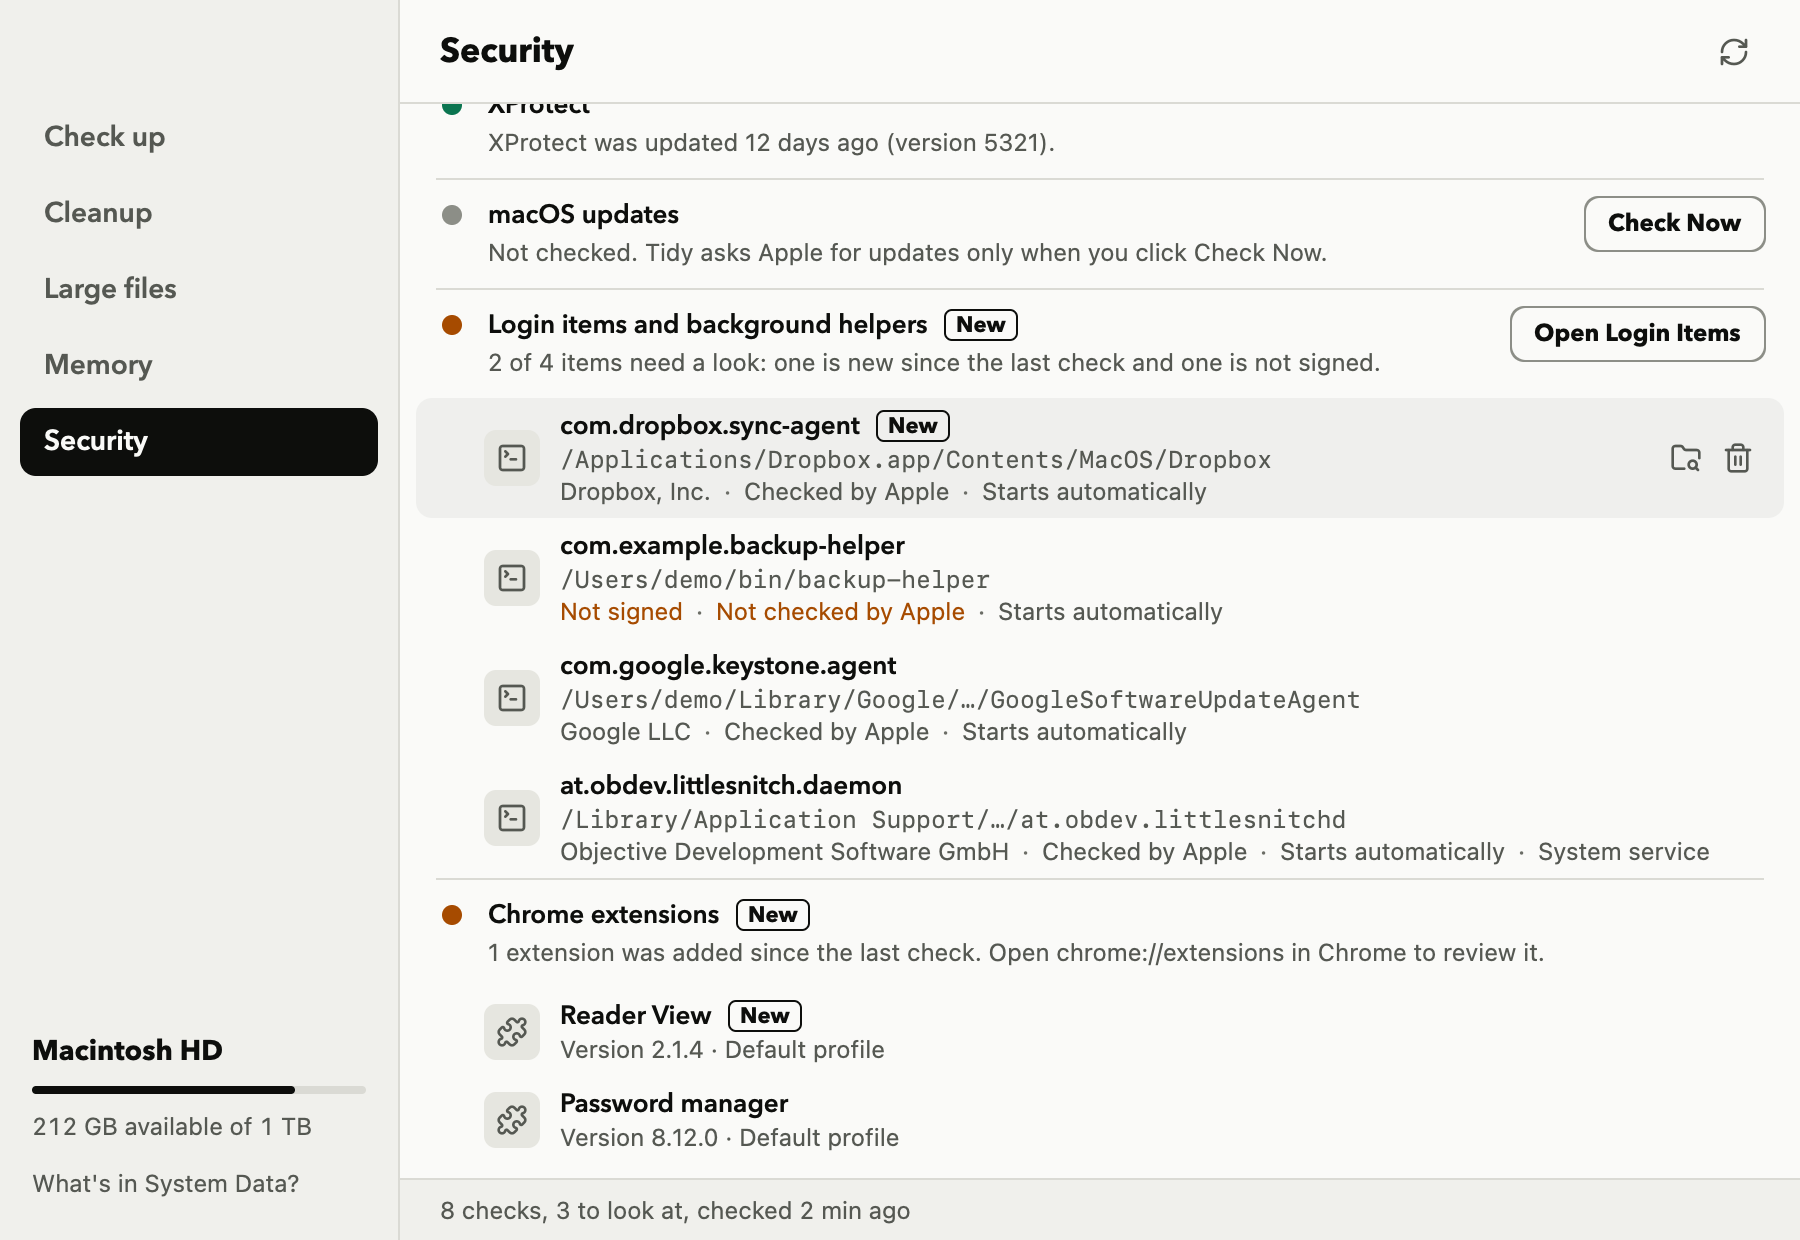 Security
Check up
Cleanup
Large files
Memory
Security
Macintosh HD
212 GB available of 1 TB
What's in System Data?
XProtect
XProtect was updated 12 days ago (version 5321).
macOS updates
Check Now
Not checked. Tidy asks Apple for updates only when you click Check Now.
Login items and background helpers New
Open Login Items
2 of 4 items need a look: one is new since the last check and one is not signed.
com.dropbox.sync-agent New
/Applications/Dropbox.app/Contents/MacOS/Dropbox
Dropbox, Inc. · Checked by Apple · Starts automatically
com.example.backup-helper
/Users/demo/bin/backup-helper
Not signed · Not checked by Apple · Starts automatically
com.google.keystone.agent
/Users/demo/Library/Google/…/GoogleSoftwareUpdateAgent
Google LLC · Checked by Apple · Starts automatically
at.obdev.littlesnitch.daemon
/Library/Application Support/…/at.obdev.littlesnitchd
Objective Development Software GmbH · Checked by Apple · Starts automatically · System service
Chrome extensions New
1 extension was added since the last check. Open chrome://extensions in Chrome to review it.
Reader View New
Version 2.1.4 · Default profile
Password manager
Version 8.12.0 · Default profile
8 checks, 3 to look at, checked 2 min ago